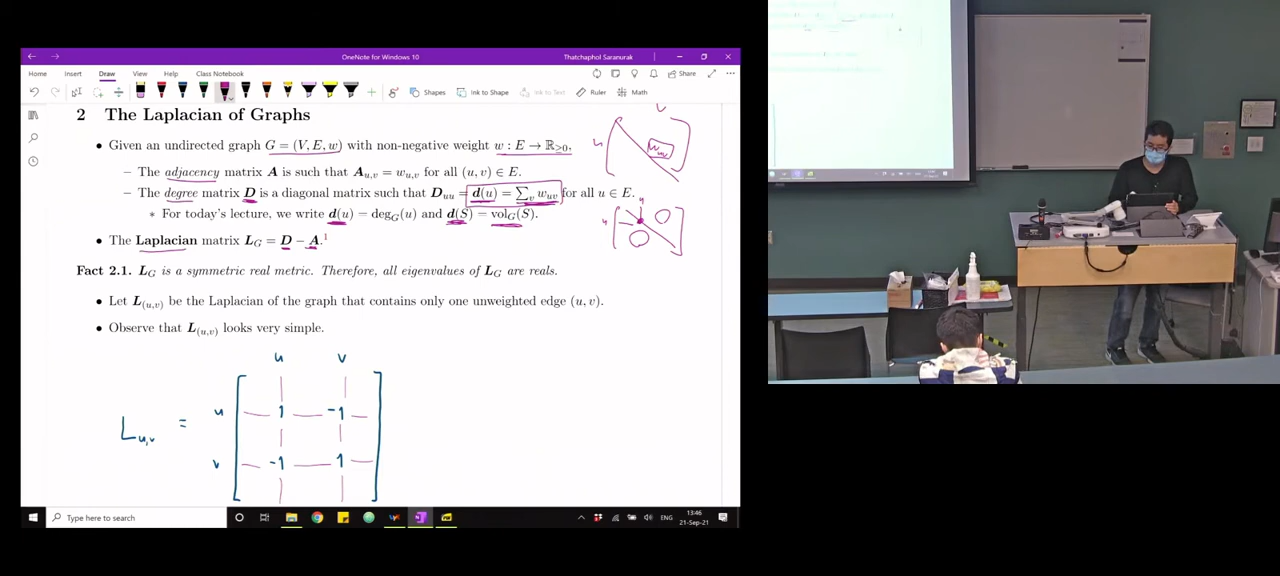 OneNote for Windows 10
Thatchaphol Saranurak
Home Insert Draw View Help Class Notebook
Share
Shapes Ink to Shape Ink to Text Ruler Math
2 The Laplacian of Graphs
• Given an undirected graph G = (V, E, w) with non-negative weight w : E → ℝ≥0,
– The adjacency matrix A is such that A_{u,v} = w_{u,v} for all (u, v) ∈ E.
– The degree matrix D is a diagonal matrix such that D_{uu} = d(u) = ∑_v w_{uv} for all u ∈ E.
* For today's lecture, we write d(u) = deg_G(u) and d(S) = vol_G(S).
• The Laplacian matrix L_G = D − A.¹
Fact 2.1. L_G is a symmetric real metric. Therefore, all eigenvalues of L_G are reals.
• Let L_{(u,v)} be the Laplacian of the graph that contains only one unweighted edge (u, v).
• Observe that L_{(u,v)} looks very simple.
v
u w_{uv}
u
u
u v
u 1 -1
L_{u,v} =
v -1 1
Type here to search
ENG
13:46
21-Sep-21